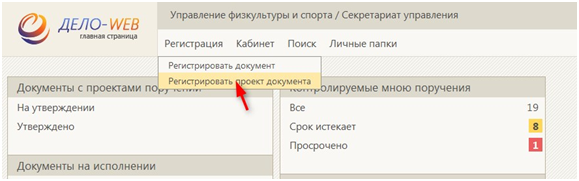 ДЕЛО-WEB
главная страница
Управление физкультуры и спорта / Секретариат управления
Регистрация Кабинет Поиск Личные папки
Регистрировать документ
Регистрировать проект документа
Документы с проектами поручений
На утверждении
Утверждено
Документы на исполнении
Контролируемые мною поручения
Все 19
Срок истекает 8
Просрочено 1